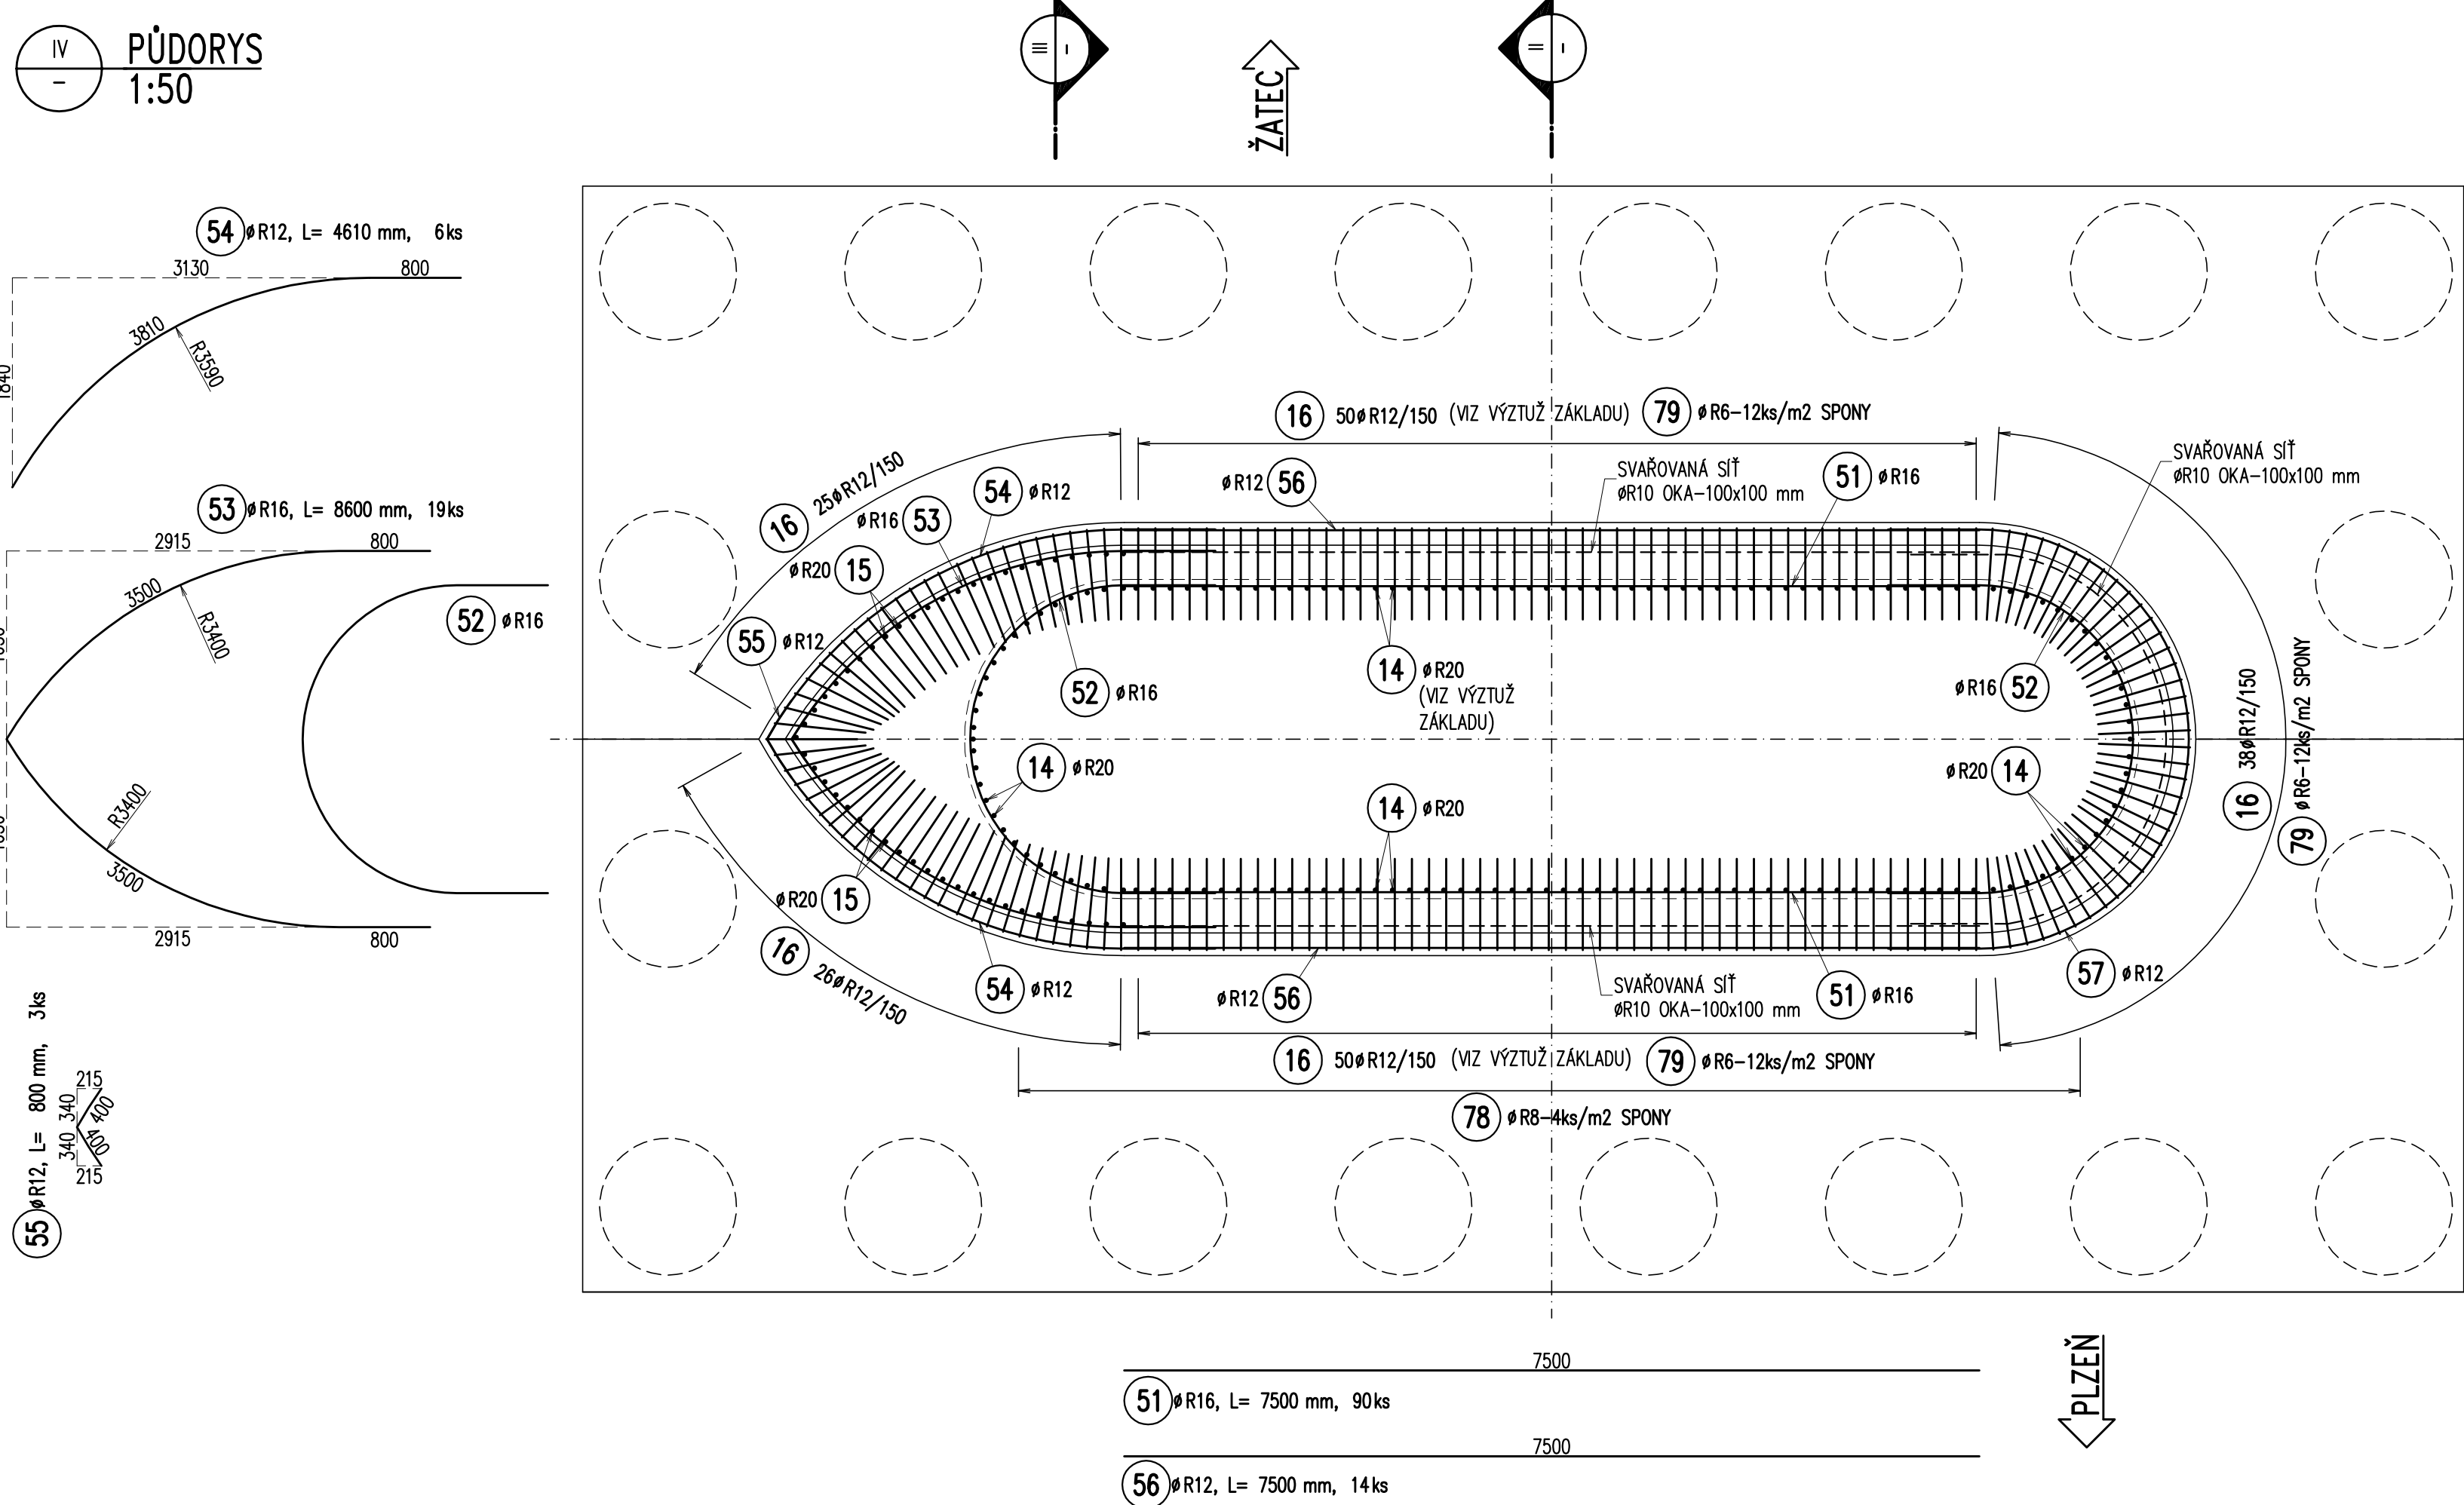 IV
–
PŮDORYS
1:50
III
–
ŽATEC
II
–
54 øR12, L= 4610 mm, 6ks
3130
800
3810
R3590
1840
53 øR16, L= 8600 mm, 19ks
2915
800
3500
R3400
52 øR16
R3400
3500
2915
800
55 øR12, L= 800 mm, 3ks
215
340
400
340
400
215
16 50øR12/150 (VIZ VÝZTUŽ ZÁKLADU) 79 øR6-12ks/m2 SPONY
16 25øR12/150
øR16 53
54 øR12
øR12 56
SVAŘOVANÁ SÍŤ
øR10 OKA-100x100 mm
51 øR16
SVAŘOVANÁ SÍŤ
øR10 OKA-100x100 mm
øR20 15
55 øR12
52 øR16
14 øR20
(VIZ VÝZTUŽ
ZÁKLADU)
øR16 52
16 38øR12/150
79 øR6-12ks/m2 SPONY
14 øR20
14 øR20
øR20 14
øR20 15
16 26øR12/150
54 øR12
øR12 56
SVAŘOVANÁ SÍŤ
øR10 OKA-100x100 mm
51 øR16
57 øR12
16 50øR12/150 (VIZ VÝZTUŽ ZÁKLADU) 79 øR6-12ks/m2 SPONY
78 øR8-4ks/m2 SPONY
7500
51 øR16, L= 7500 mm, 90ks
7500
56 øR12, L= 7500 mm, 14ks
PLZEŇ